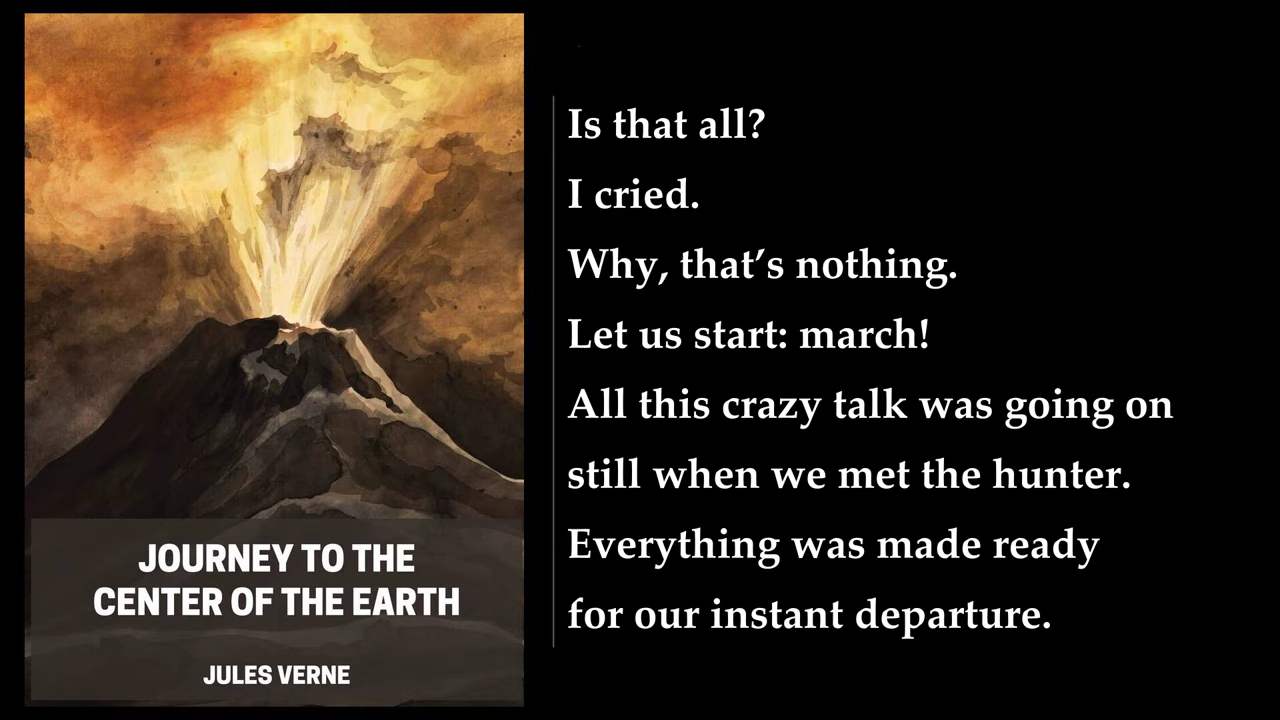 JOURNEY TO THE
CENTER OF THE EARTH
JULES VERNE
Is that all?
I cried.
Why, that’s nothing.
Let us start: march!
All this crazy talk was going on
still when we met the hunter.
Everything was made ready
for our instant departure.